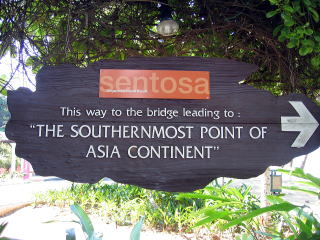 sentosa
This way to the bridge leading to :
"THE SOUTHERNMOST POINT OF
ASIA CONTINENT"